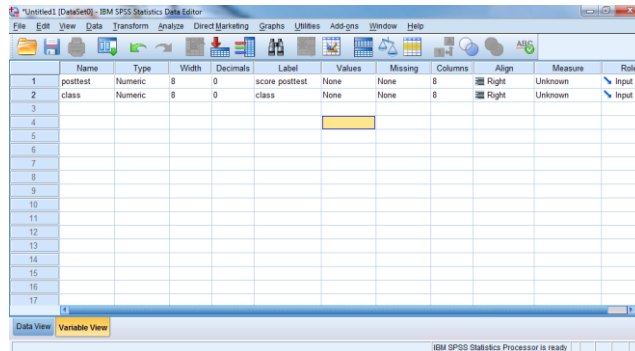 *Untitled1 [DataSet0] - IBM SPSS Statistics Data Editor
File Edit View Data Transform Analyze Direct Marketing Graphs Utilities Add-ons Window Help
Name Type Width Decimals Label Values Missing Columns Align Measure Role
1 posttest Numeric 8 0 score posttest None None 8 Right Unknown Input
2 class Numeric 8 0 class None None 8 Right Unknown Input
3
4
5
6
7
8
9
10
11
12
13
14
15
16
17
Data View Variable View
IBM SPSS Statistics Processor is ready